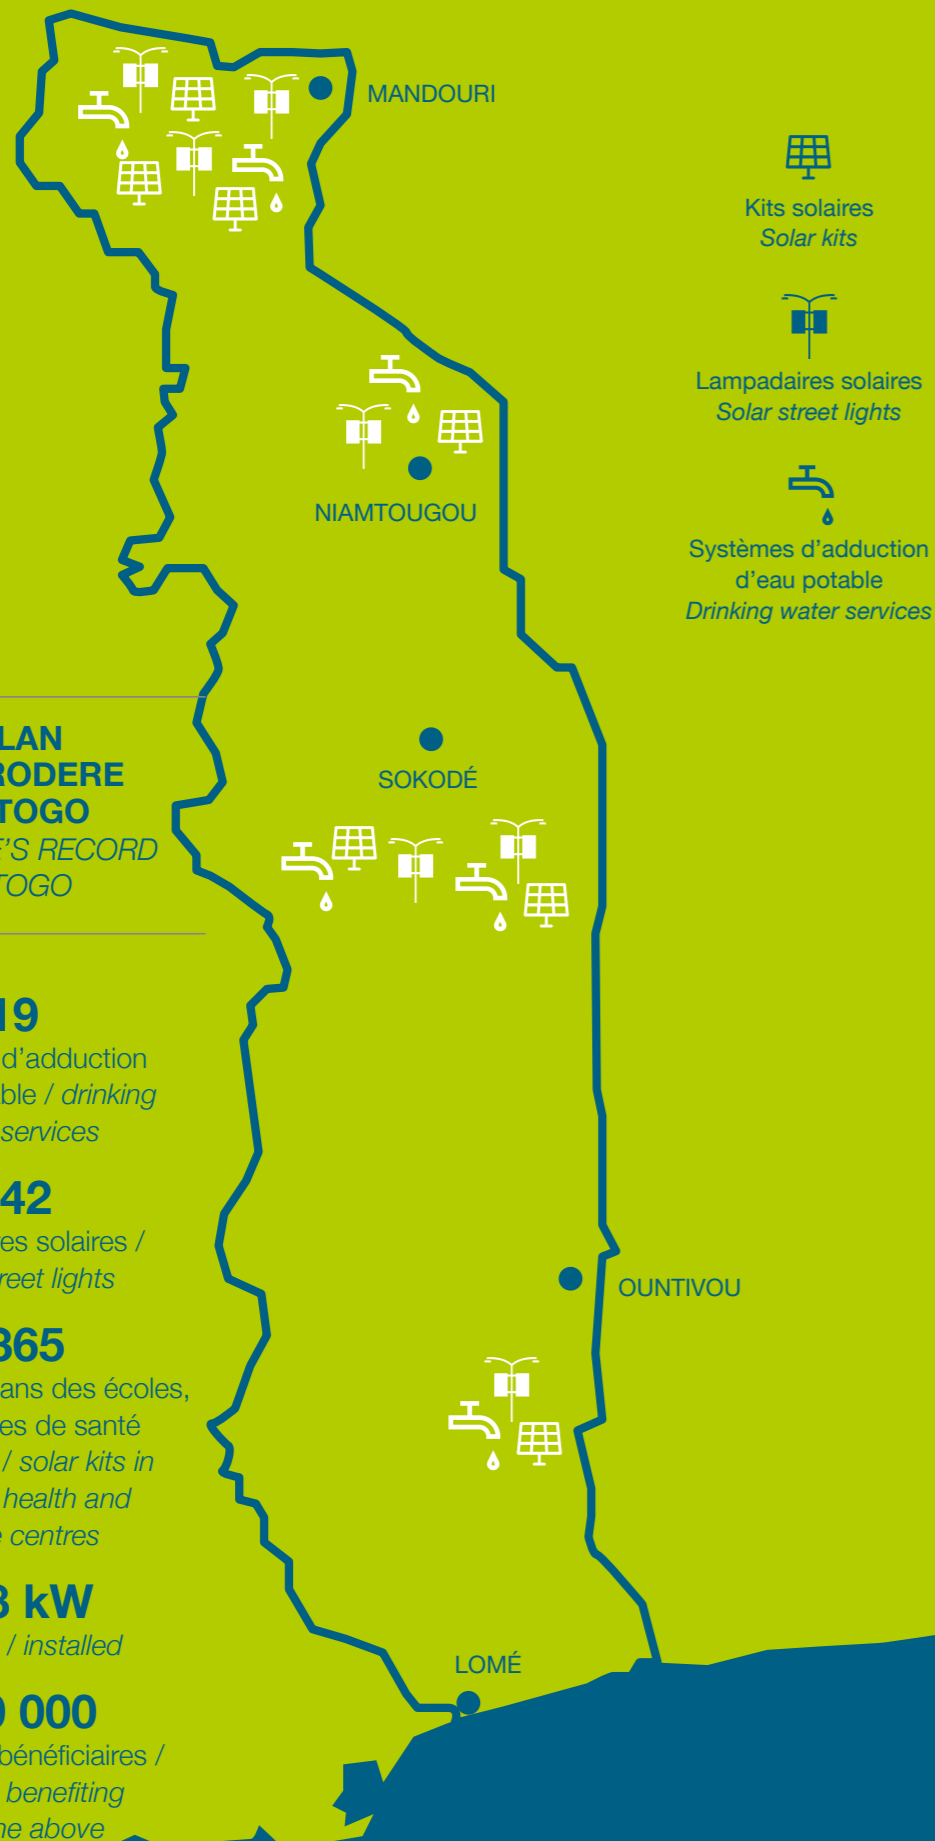 MANDOURI
Kits solaires
Solar kits
Lampadaires solaires
Solar street lights
Systèmes d'adduction
d'eau potable
Drinking water services
NIAMTOUGOU
SOKODÉ
LAN
RODERE
TOGO
'S RECORD
TOGO
19
d'adduction
ble / drinking
services
42
res solaires /
reet lights
365
ans des écoles,
es de santé
/ solar kits in
health and
centres
kW
/ installed
000
bénéficiaires /
benefiting
he above
OUNTIVOU
LOMÉ